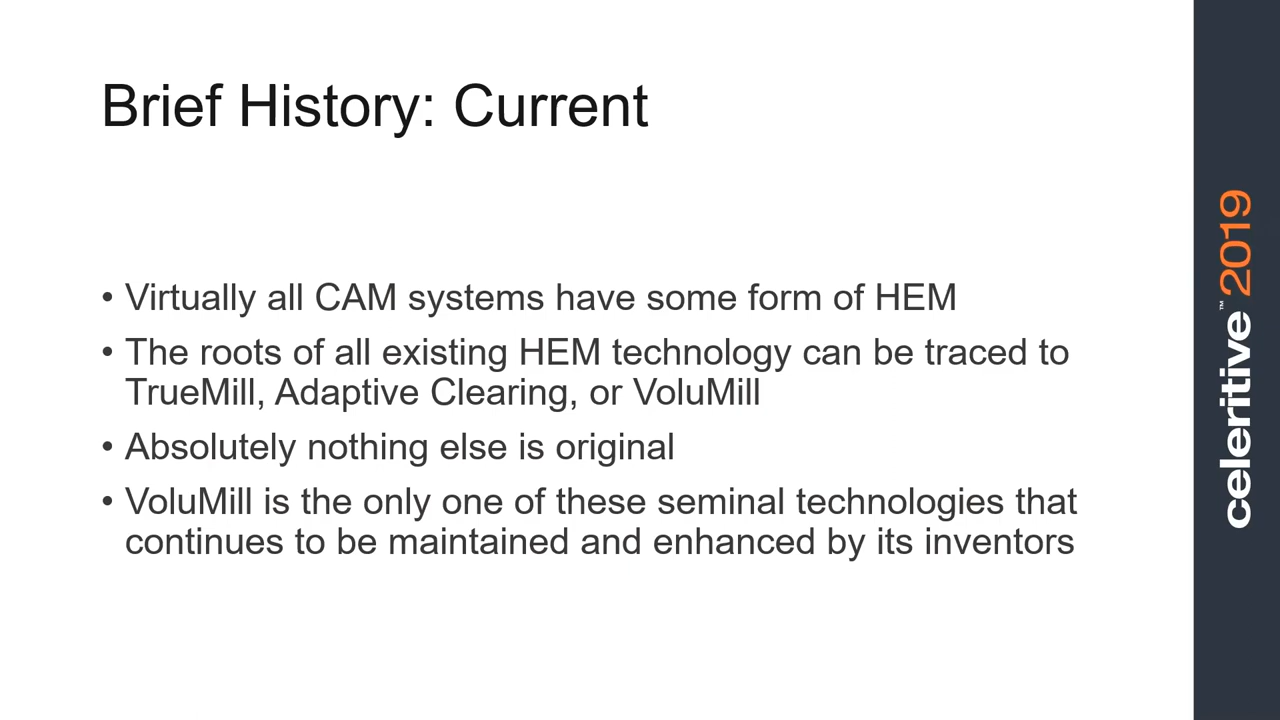 Brief History: Current
• Virtually all CAM systems have some form of HEM
• The roots of all existing HEM technology can be traced to
TrueMill, Adaptive Clearing, or VoluMill
• Absolutely nothing else is original
• VoluMill is the only one of these seminal technologies that
continues to be maintained and enhanced by its inventors
celeritive™ 2019